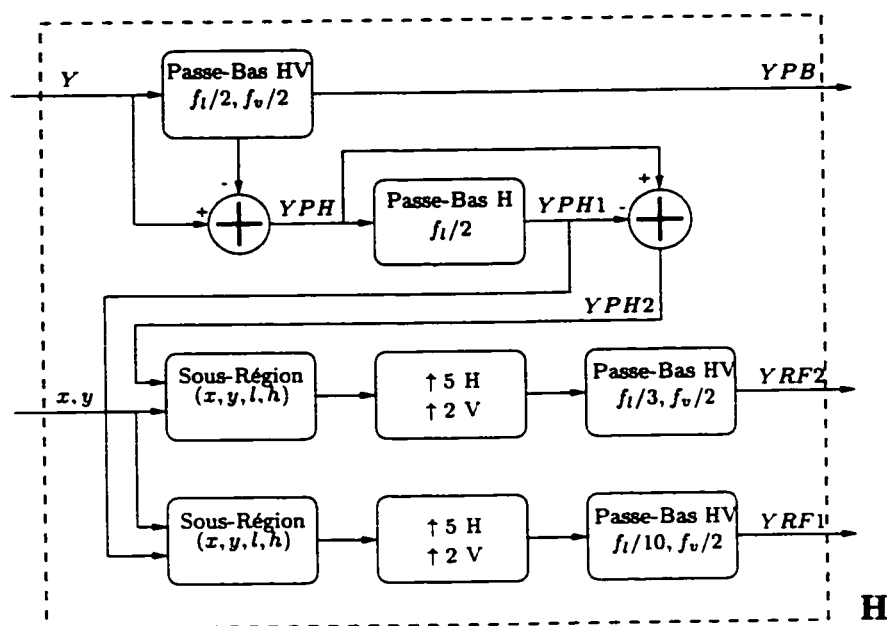 Y
Passe-Bas HV
f_l/2, f_v/2
YPB
-
+
YPH
Passe-Bas H
f_l/2
YPH1
+
-
YPH2
x, y
Sous-Région
(x, y, l, h)
↑ 5 H
↑ 2 V
Passe-Bas HV
f_l/3, f_v/2
YRF2
Sous-Région
(x, y, l, h)
↑ 5 H
↑ 2 V
Passe-Bas HV
f_l/10, f_v/2
YRF1
H